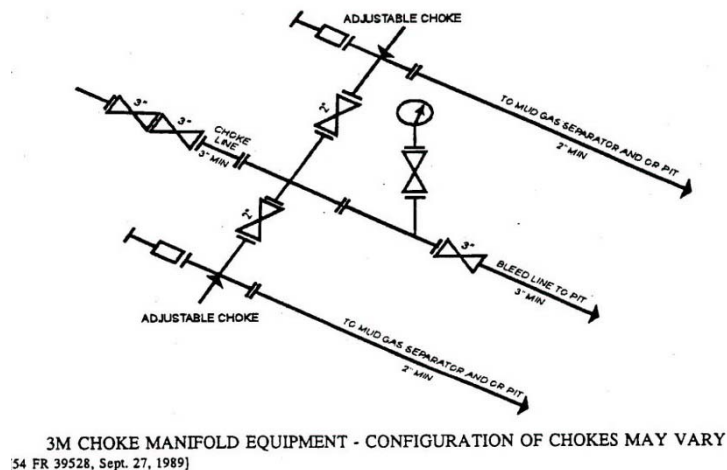 ADJUSTABLE CHOKE
TO MUD GAS SEPARATOR AND OR PIT
2" MIN
3"
3"
2"
CHOKE
LINE
3" MIN
2"
3"
BLEED LINE TO PIT
3" MIN
ADJUSTABLE CHOKE
TO MUD GAS SEPARATOR AND OR PIT
2" MIN
3M CHOKE MANIFOLD EQUIPMENT - CONFIGURATION OF CHOKES MAY VARY
54 FR 39528, Sept. 27, 1989]